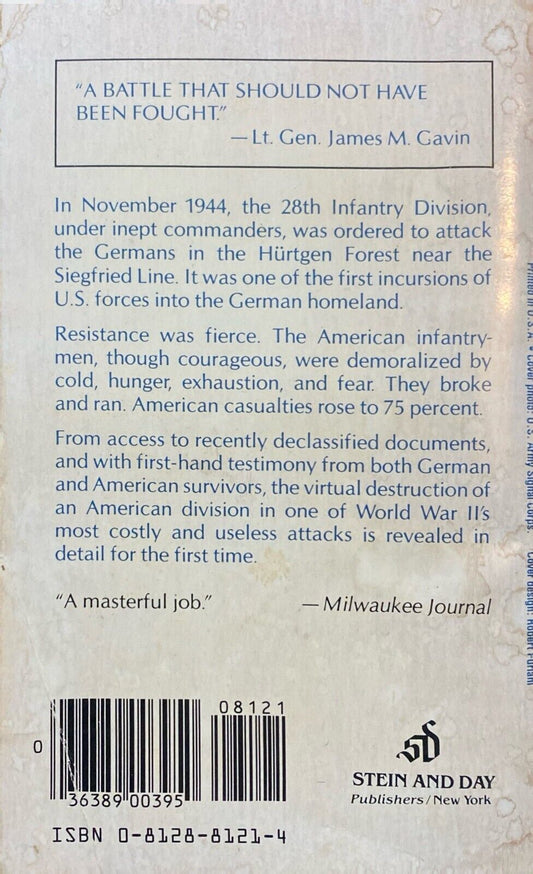 “A BATTLE THAT SHOULD NOT HAVE
BEEN FOUGHT.”
— Lt. Gen. James M. Gavin
In November 1944, the 28th Infantry Division,
under inept commanders, was ordered to attack
the Germans in the Hürtgen Forest near the
Siegfried Line. It was one of the first incursions of
U.S. forces into the German homeland.
Resistance was fierce. The American infantry-
men, though courageous, were demoralized by
cold, hunger, exhaustion, and fear. They broke
and ran. American casualties rose to 75 percent.
From access to recently declassified documents,
and with first-hand testimony from both German
and American survivors, the virtual destruction of
an American division in one of World War II’s
most costly and useless attacks is revealed in
detail for the first time.
“A masterful job.” — Milwaukee Journal
08121
0
36389 00395
ISBN 0-8128-8121-4
sd
STEIN AND DAY
Publishers / New York
Printed in U.S.A. • Cover photo: U.S. Army Signal Corps. Cover design: Robert